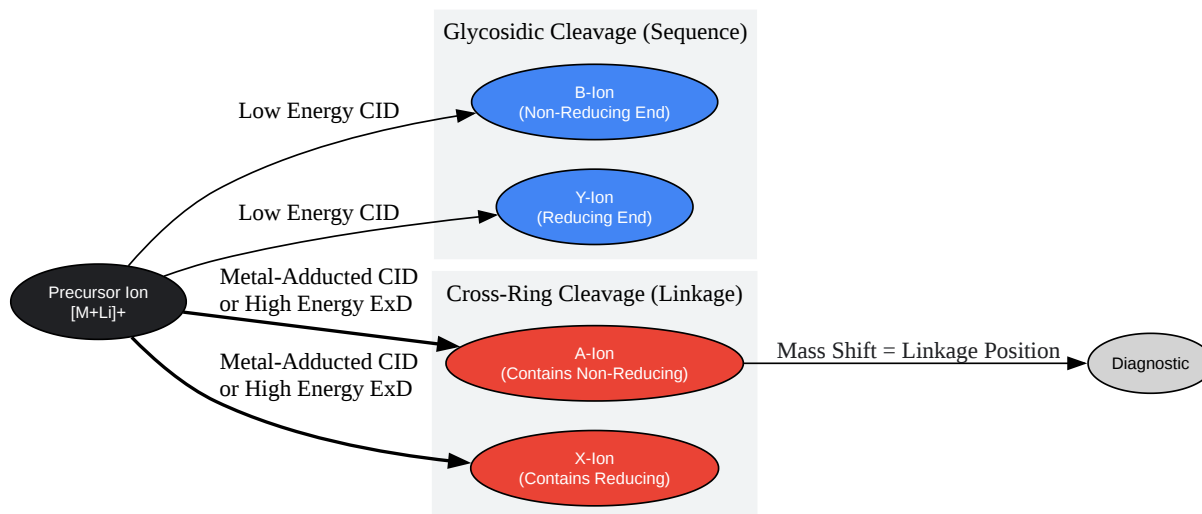 Glycosidic Cleavage (Sequence)
B-Ion
(Non-Reducing End)
Low Energy CID
Y-Ion
(Reducing End)
Low Energy CID
Precursor Ion
[M+Li]+
Metal-Adducted CID
or High Energy ExD
Cross-Ring Cleavage (Linkage)
A-Ion
(Contains Non-Reducing)
Mass Shift = Linkage Position
Diagnostic
Metal-Adducted CID
or High Energy ExD
X-Ion
(Contains Reducing)